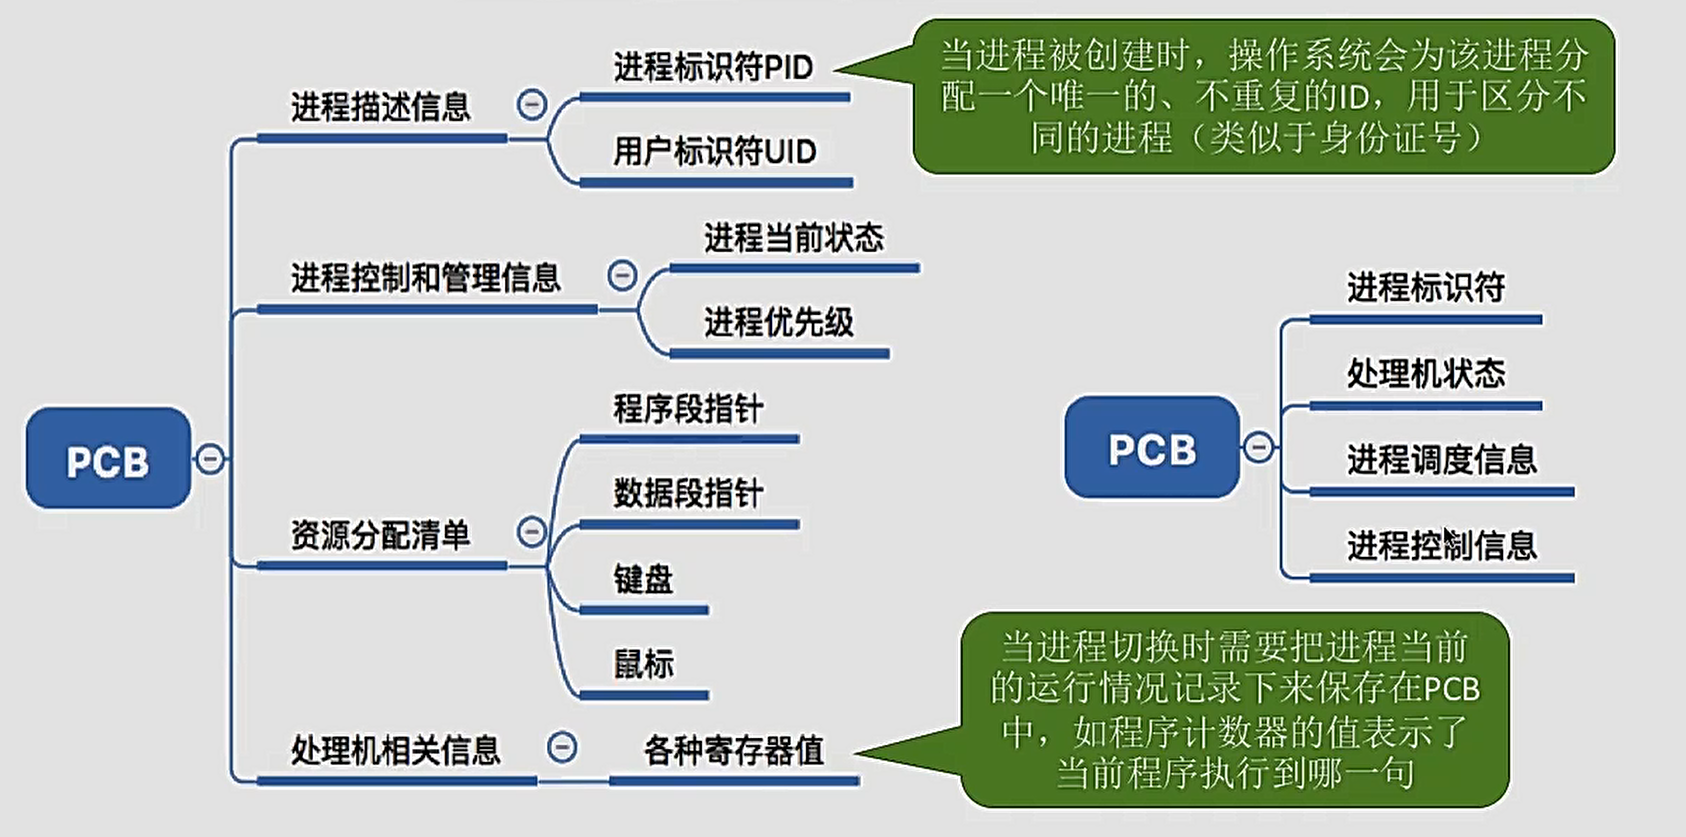 PCB
进程描述信息
进程标识符PID
用户标识符UID
当进程被创建时，操作系统会为该进程分
配一个唯一的、不重复的ID，用于区分不
同的进程（类似于身份证号）
进程控制和管理信息
进程当前状态
进程优先级
资源分配清单
程序段指针
数据段指针
键盘
鼠标
处理机相关信息
各种寄存器值
当进程切换时需要把进程当前
的运行情况记录下来保存在PCB
中，如程序计数器的值表示了
当前程序执行到哪一句
PCB
进程标识符
处理机状态
进程调度信息
进程控制信息